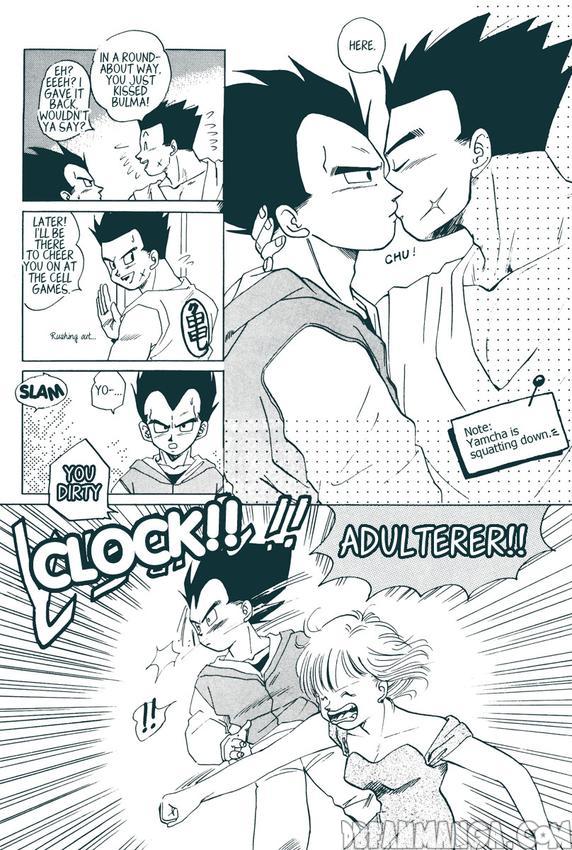 HERE.
CHU!
Note:
Yamcha is
squatting down.
IN A ROUND-
ABOUT WAY,
YOU JUST
KISSED
BULMA!
EH?
EEEH? I
GAVE IT
BACK,
WOULDN'T
YA SAY?
LATER!
I'LL BE
THERE
TO CHEER
YOU ON AT
THE CELL
GAMES.
Rushing out...
亀
YO-...
SLAM
YOU
DIRTY
ADULTERER!!
CLOCK!! !!
!!
DBFANMANGA.COM